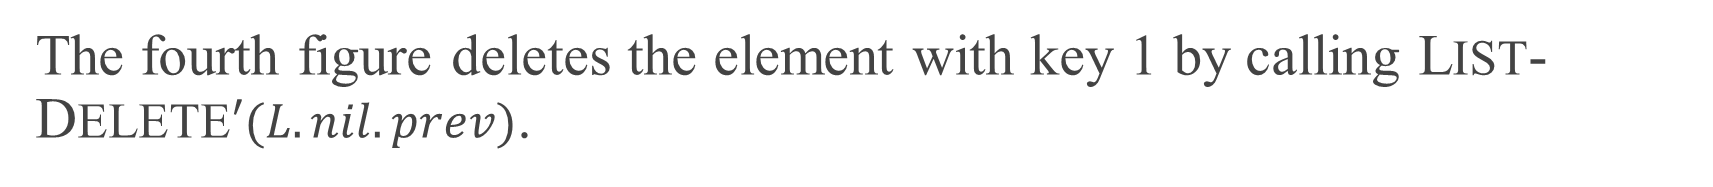 The fourth figure deletes the element with key 1 by calling LIST-
DELETE′(L.nil.prev).